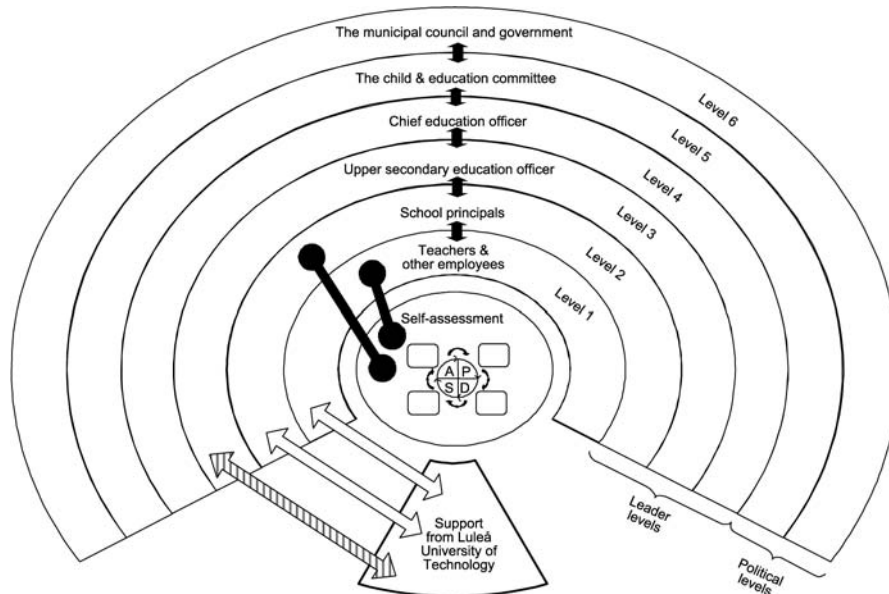 The municipal council and government
The child & education committee
Chief education officer
Upper secondary education officer
School principals
Teachers &
other employees
Self-assessment
A P
S D
Level 6
Level 5
Level 4
Level 3
Level 2
Level 1
Leader
levels
Political
levels
Support
from Luleå
University of
Technology